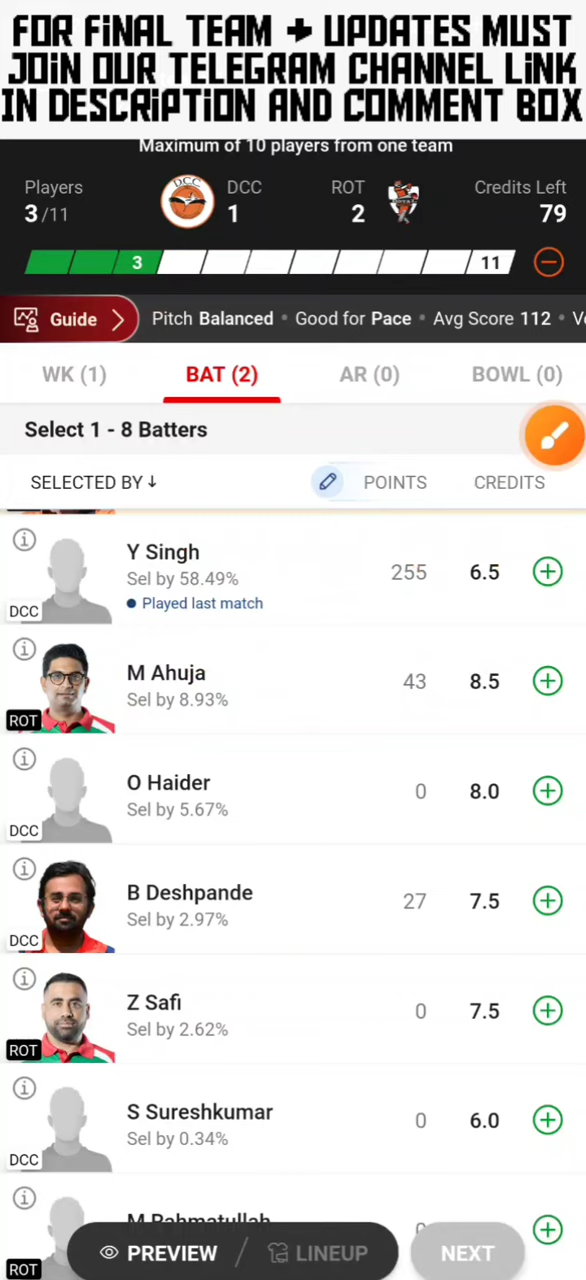 FOR FINAL TEAM + UPDATES MUST
JOIN OUR TELEGRAM CHANNEL LINK
IN DESCRIPTION AND COMMENT BOX
Maximum of 10 players from one team
Players
3/11
DCC
DCC
1
ROT
2
Credits Left
79
3
11
Guide
Pitch Balanced • Good for Pace • Avg Score 112 •
WK (1)
BAT (2)
AR (0)
BOWL (0)
Select 1 - 8 Batters
SELECTED BY ↓
POINTS
CREDITS
Y Singh
Sel by 58.49%
Played last match
DCC
255
6.5
M Ahuja
Sel by 8.93%
ROT
43
8.5
O Haider
Sel by 5.67%
DCC
0
8.0
B Deshpande
Sel by 2.97%
DCC
27
7.5
Z Safi
Sel by 2.62%
ROT
0
7.5
S Sureshkumar
Sel by 0.34%
DCC
0
6.0
M Rahmatullah
ROT
PREVIEW
LINEUP
NEXT